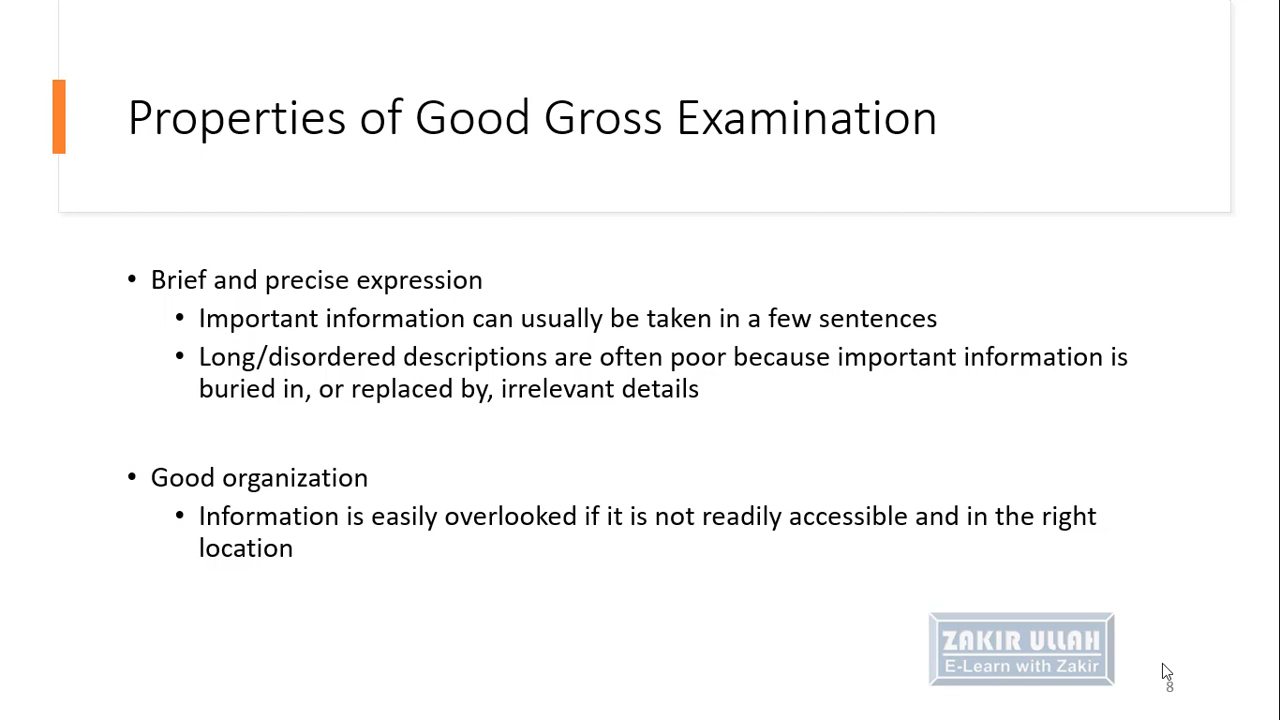 Properties of Good Gross Examination
• Brief and precise expression
• Important information can usually be taken in a few sentences
• Long/disordered descriptions are often poor because important information is
buried in, or replaced by, irrelevant details
• Good organization
• Information is easily overlooked if it is not readily accessible and in the right
location
ZAKIR ULLAH
E-Learn with Zakir
8